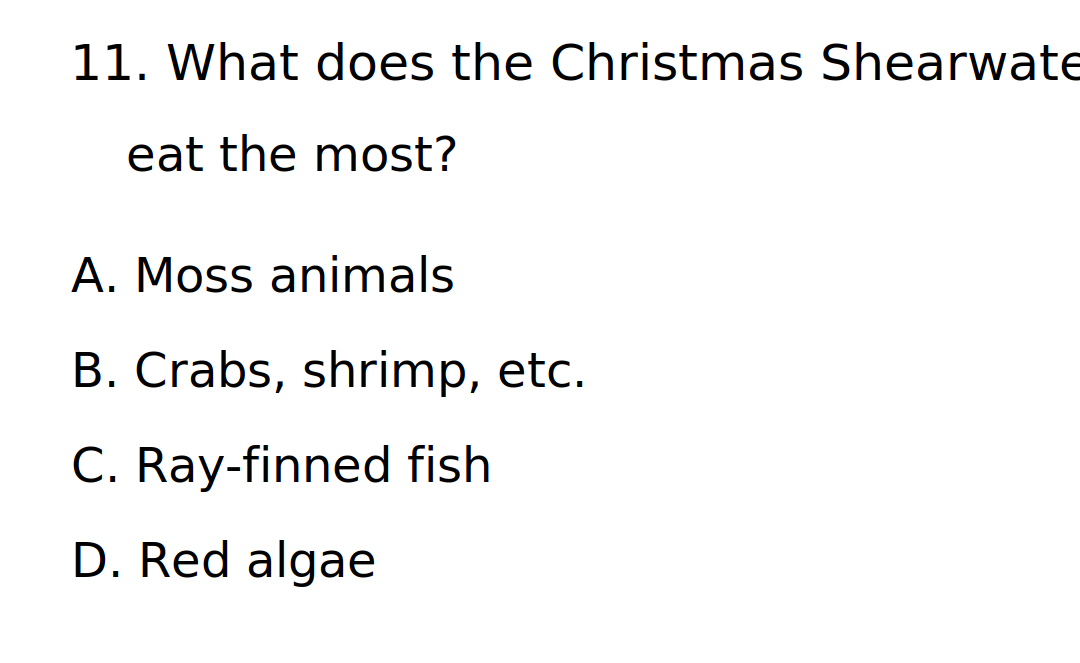 11. What does the Christmas Shearwate
eat the most?
A. Moss animals
B. Crabs, shrimp, etc.
C. Ray-finned fish
D. Red algae